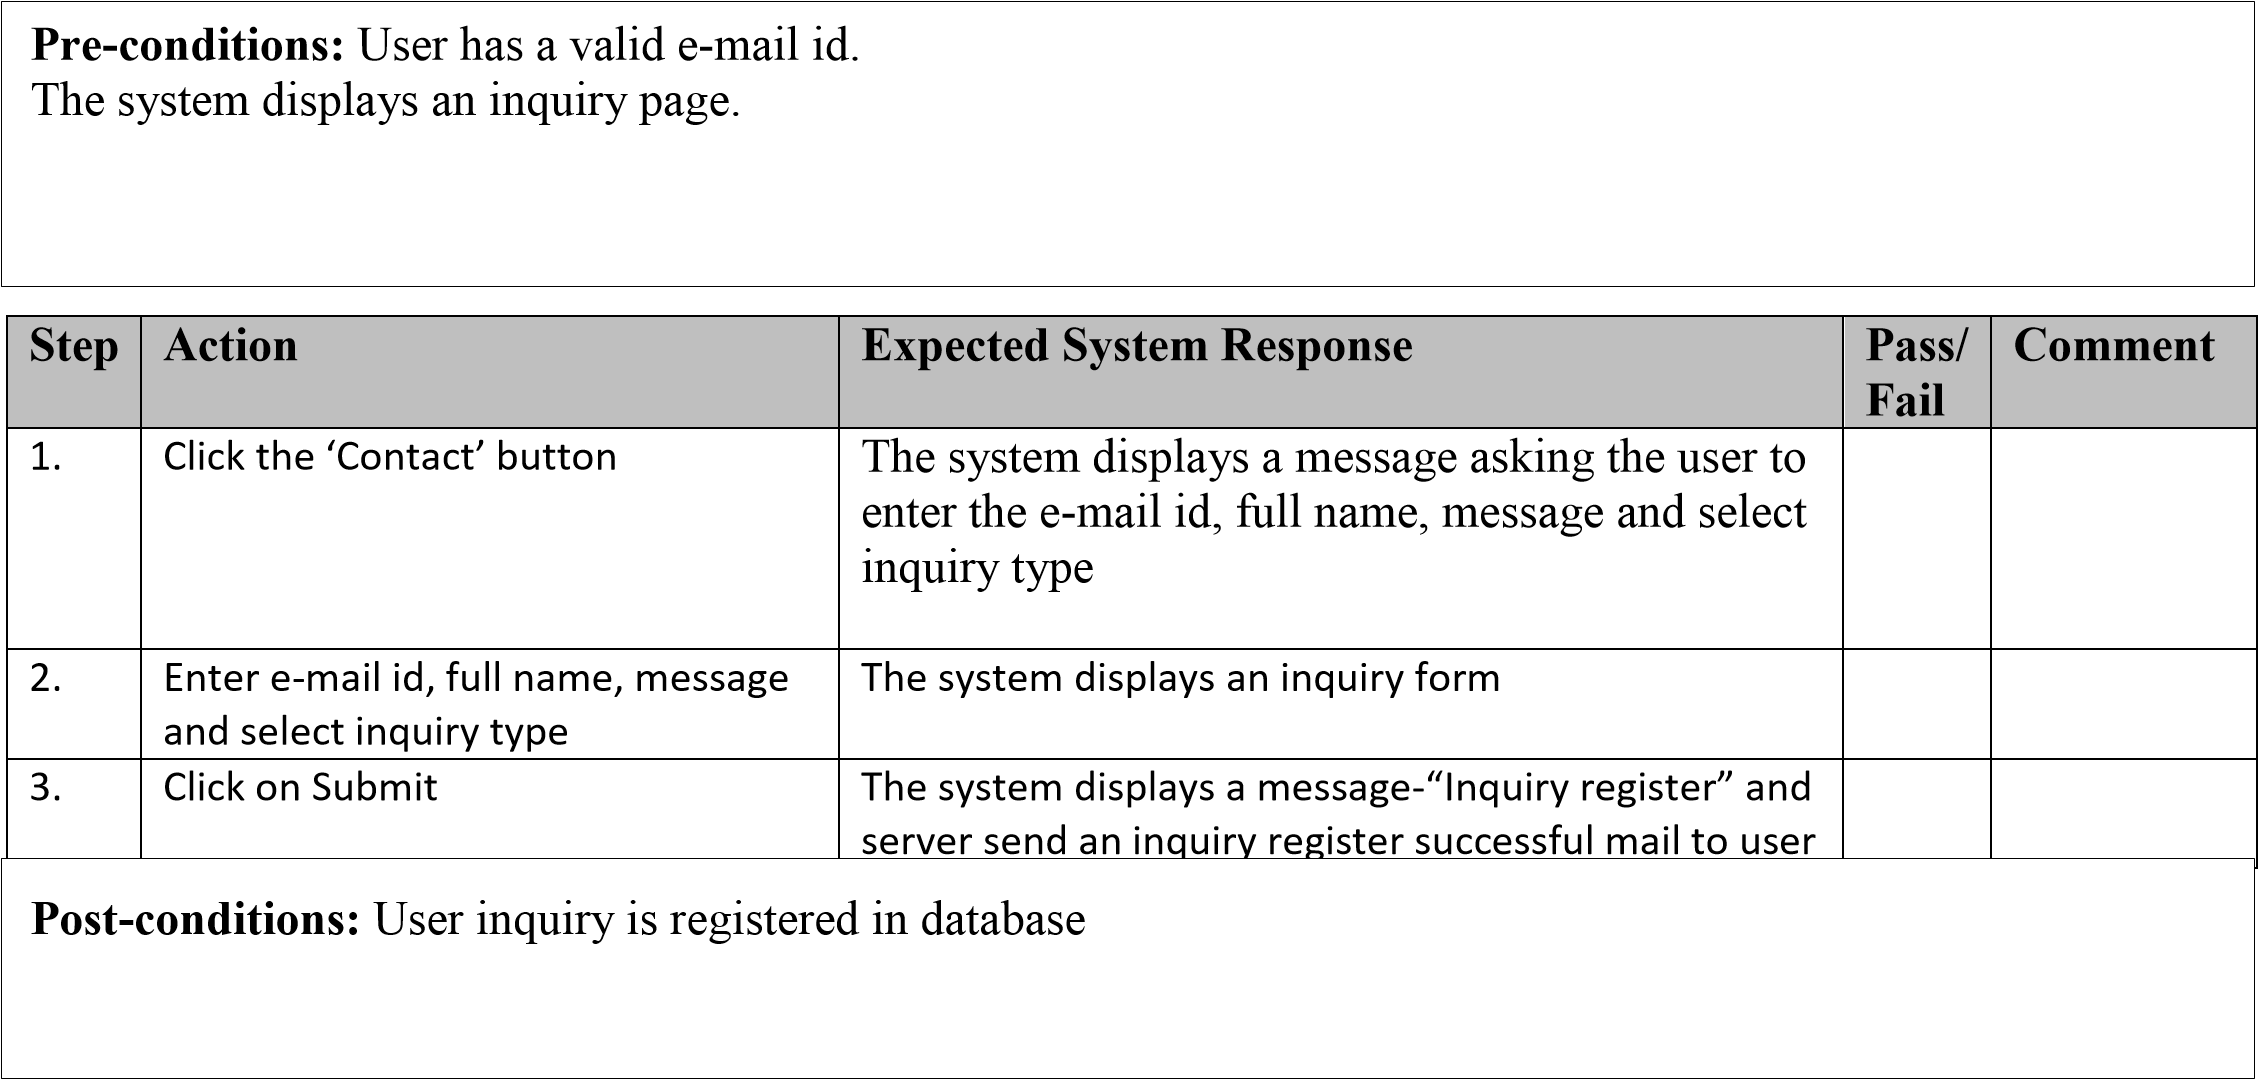 Pre-conditions: User has a valid e-mail id.
The system displays an inquiry page.
Step Action Expected System Response Pass/
Fail Comment
1. Click the ‘Contact’ button The system displays a message asking the user to
enter the e-mail id, full name, message and select
inquiry type
2. Enter e-mail id, full name, message The system displays an inquiry form
and select inquiry type
3. Click on Submit The system displays a message-“Inquiry register” and
server send an inquiry register successful mail to user
Post-conditions: User inquiry is registered in database